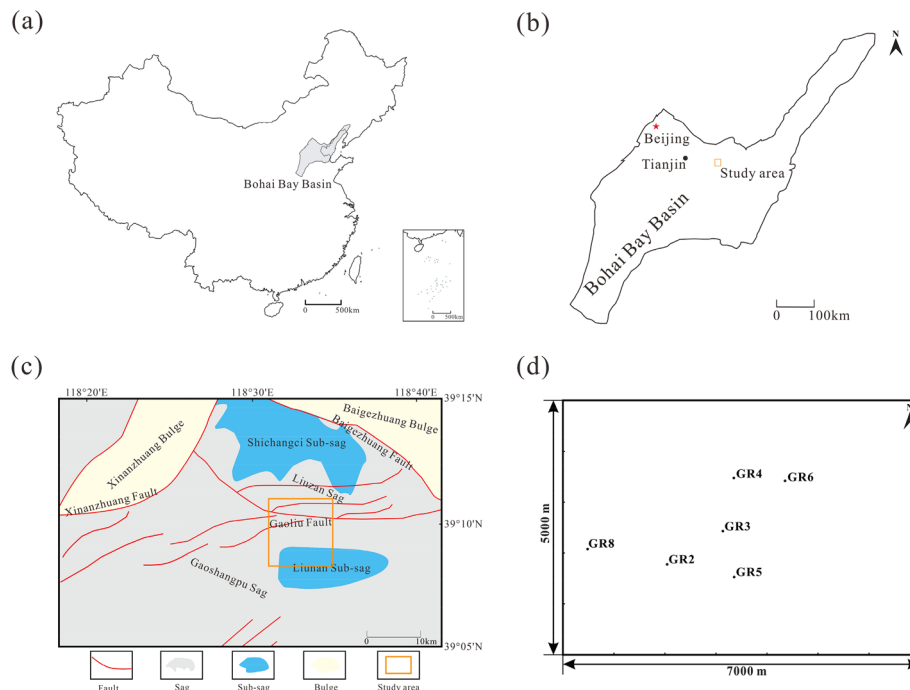 (a)
Bohai Bay Basin
0 500km
0 500km
(b)
N
Beijing
Tianjin
Study area
Bohai Bay Basin
0 100km
(c)
118°20'E 118°30'E 118°40'E
39°15'N
39°10'N
39°05'N
Baigezhuang Bulge
Baigezhuang Fault
Shichangci Sub-sag
Xinanzhuang Bulge
Xinanzhuang Fault
Liuzan Sag
Gaoliu Fault
Gaoshangpu Sag
Liunan Sub-sag
0 10km
Fault Sag Sub-sag Bulge Study area
(d)
N
GR4
GR6
GR3
GR8
GR2
GR5
5000 m
7000 m